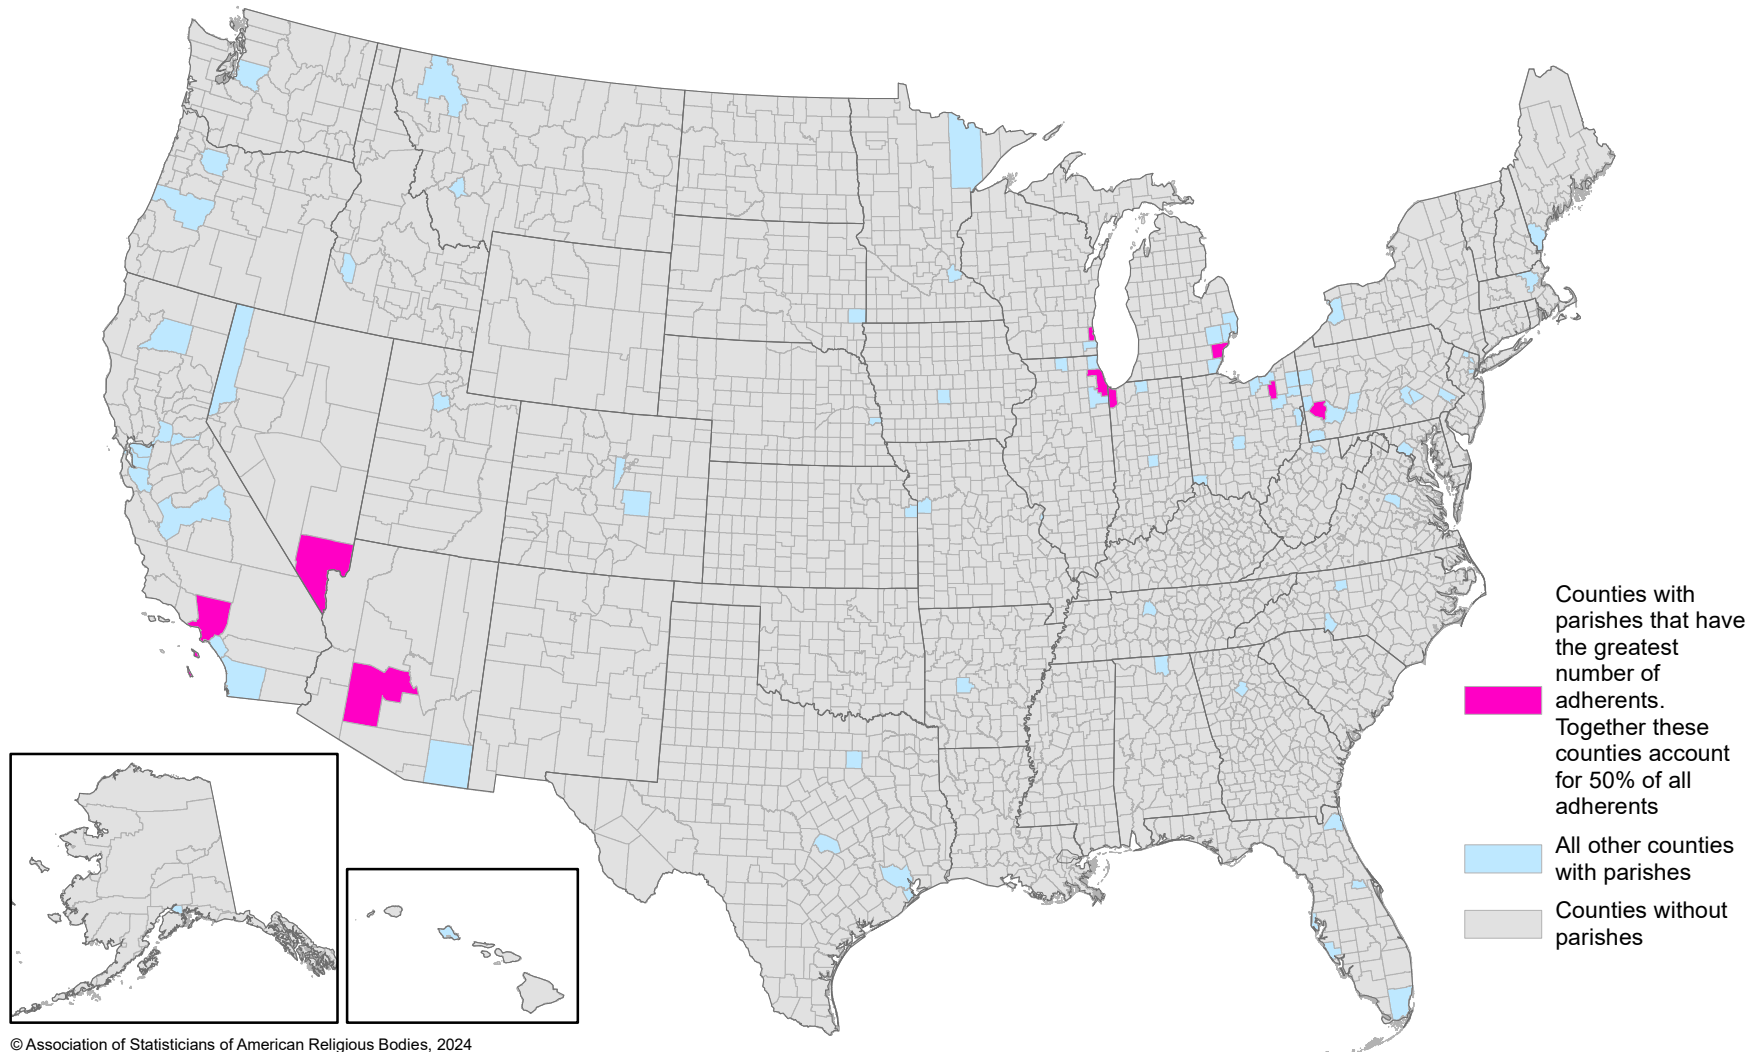 Counties with
parishes that have
the greatest
number of
adherents.
Together these
counties account
for 50% of all
adherents
All other counties
with parishes
Counties without
parishes
© Association of Statisticians of American Religious Bodies, 2024